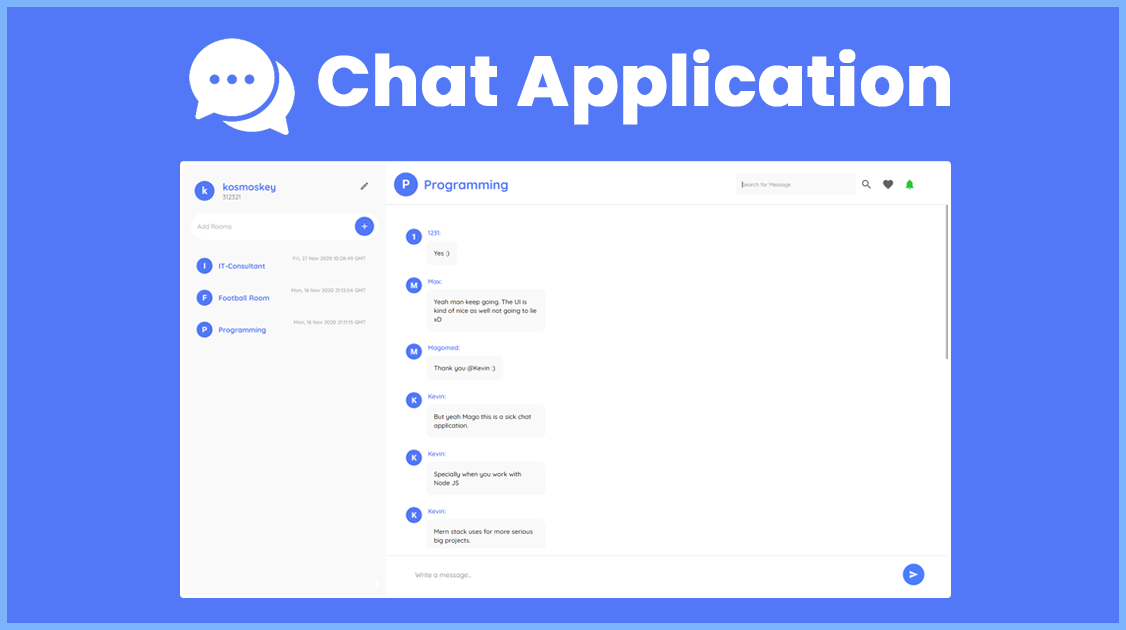 Chat Application
k
kosmoskey
312321
Add Rooms
I
IT-Consultant
Fri, 27 Nov 2020 10:28:49 GMT
F
Football Room
Mon, 16 Nov 2020 21:13:54 GMT
P
Programming
Mon, 16 Nov 2020 21:11:15 GMT
P
Programming
Search for Message
1
1231:
Yes :)
M
Max:
Yeah man keep going, The UI is
kind of nice as well not going to lie
xD
M
Magomed:
Thank you @Kevin :)
K
Kevin:
But yeah Mago this is a sick chat
application.
K
Kevin:
Specially when you work with
Node JS
K
Kevin:
Mern stack uses for more serious
big projects.
Write a message...